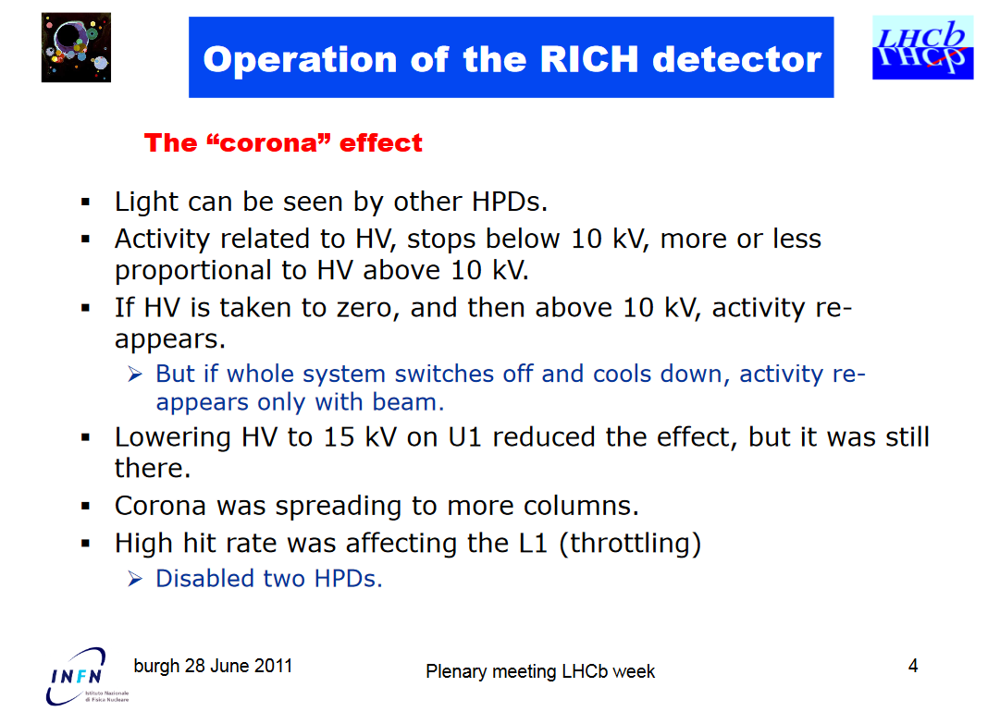 Operation of the RICH detector
LHCb
LHCb
The “corona” effect
▪ Light can be seen by other HPDs.
▪ Activity related to HV, stops below 10 kV, more or less
proportional to HV above 10 kV.
▪ If HV is taken to zero, and then above 10 kV, activity re-
appears.
➢ But if whole system switches off and cools down, activity re-
appears only with beam.
▪ Lowering HV to 15 kV on U1 reduced the effect, but it was still
there.
▪ Corona was spreading to more columns.
▪ High hit rate was affecting the L1 (throttling)
➢ Disabled two HPDs.
INFN
Istituto Nazionale
di Fisica Nucleare
burgh 28 June 2011
Plenary meeting LHCb week
4